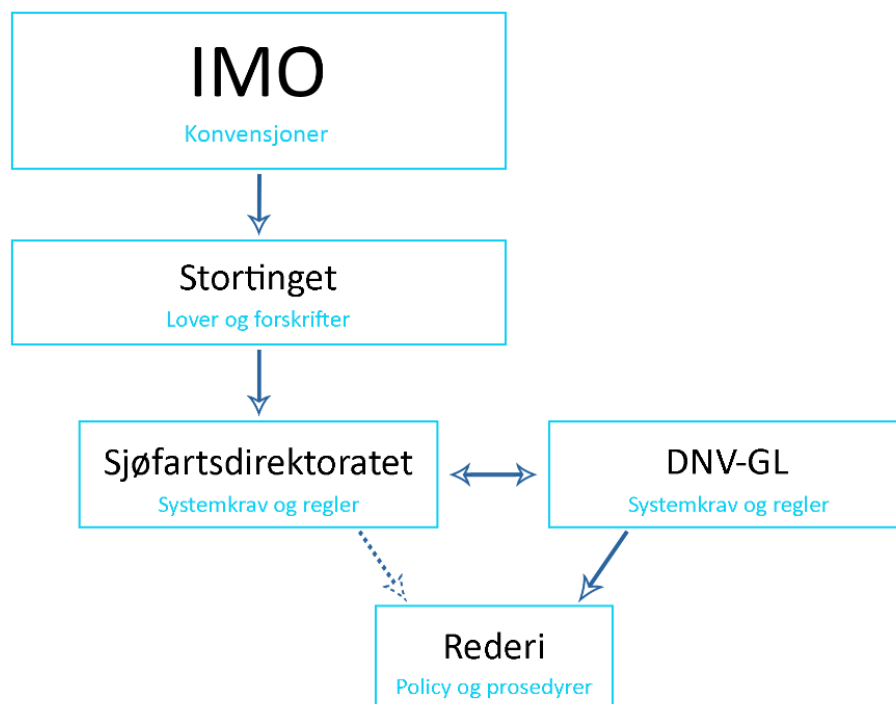 IMO
Konvensjoner
Stortinget
Lover og forskrifter
Sjøfartsdirektoratet
Systemkrav og regler
DNV-GL
Systemkrav og regler
Rederi
Policy og prosedyrer